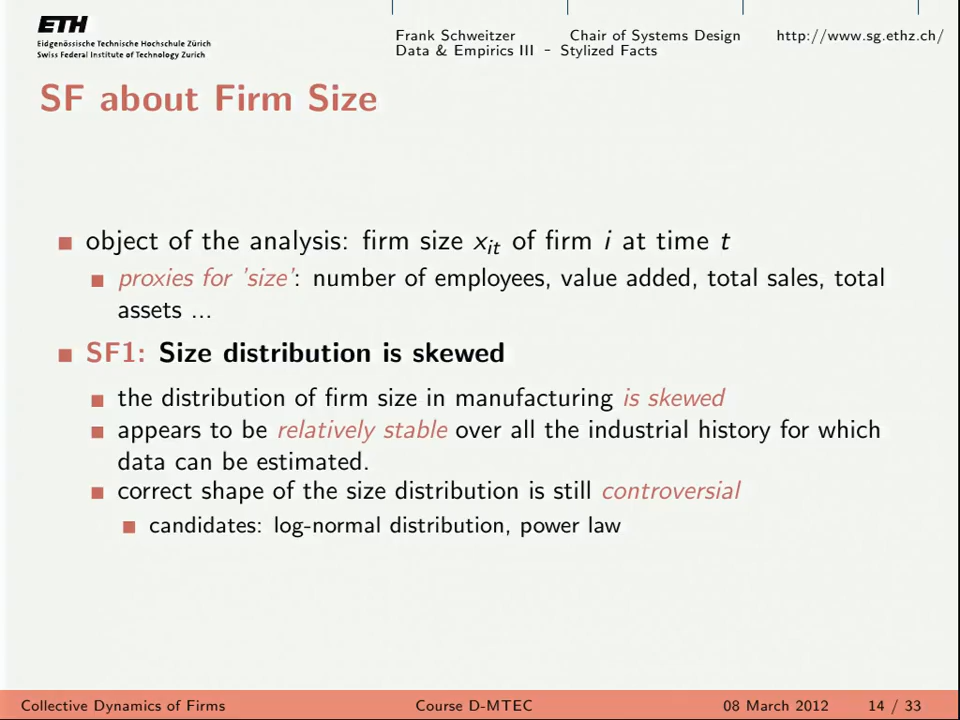 ETH
Eidgenössische Technische Hochschule Zürich
Swiss Federal Institute of Technology Zurich
Frank Schweitzer Chair of Systems Design http://www.sg.ethz.ch/
Data & Empirics III - Stylized Facts
SF about Firm Size
object of the analysis: firm size x_it of firm i at time t
proxies for 'size': number of employees, value added, total sales, total
assets ...
SF1: Size distribution is skewed
the distribution of firm size in manufacturing is skewed
appears to be relatively stable over all the industrial history for which
data can be estimated.
correct shape of the size distribution is still controversial
candidates: log-normal distribution, power law
Collective Dynamics of Firms Course D-MTEC 08 March 2012 14 / 33